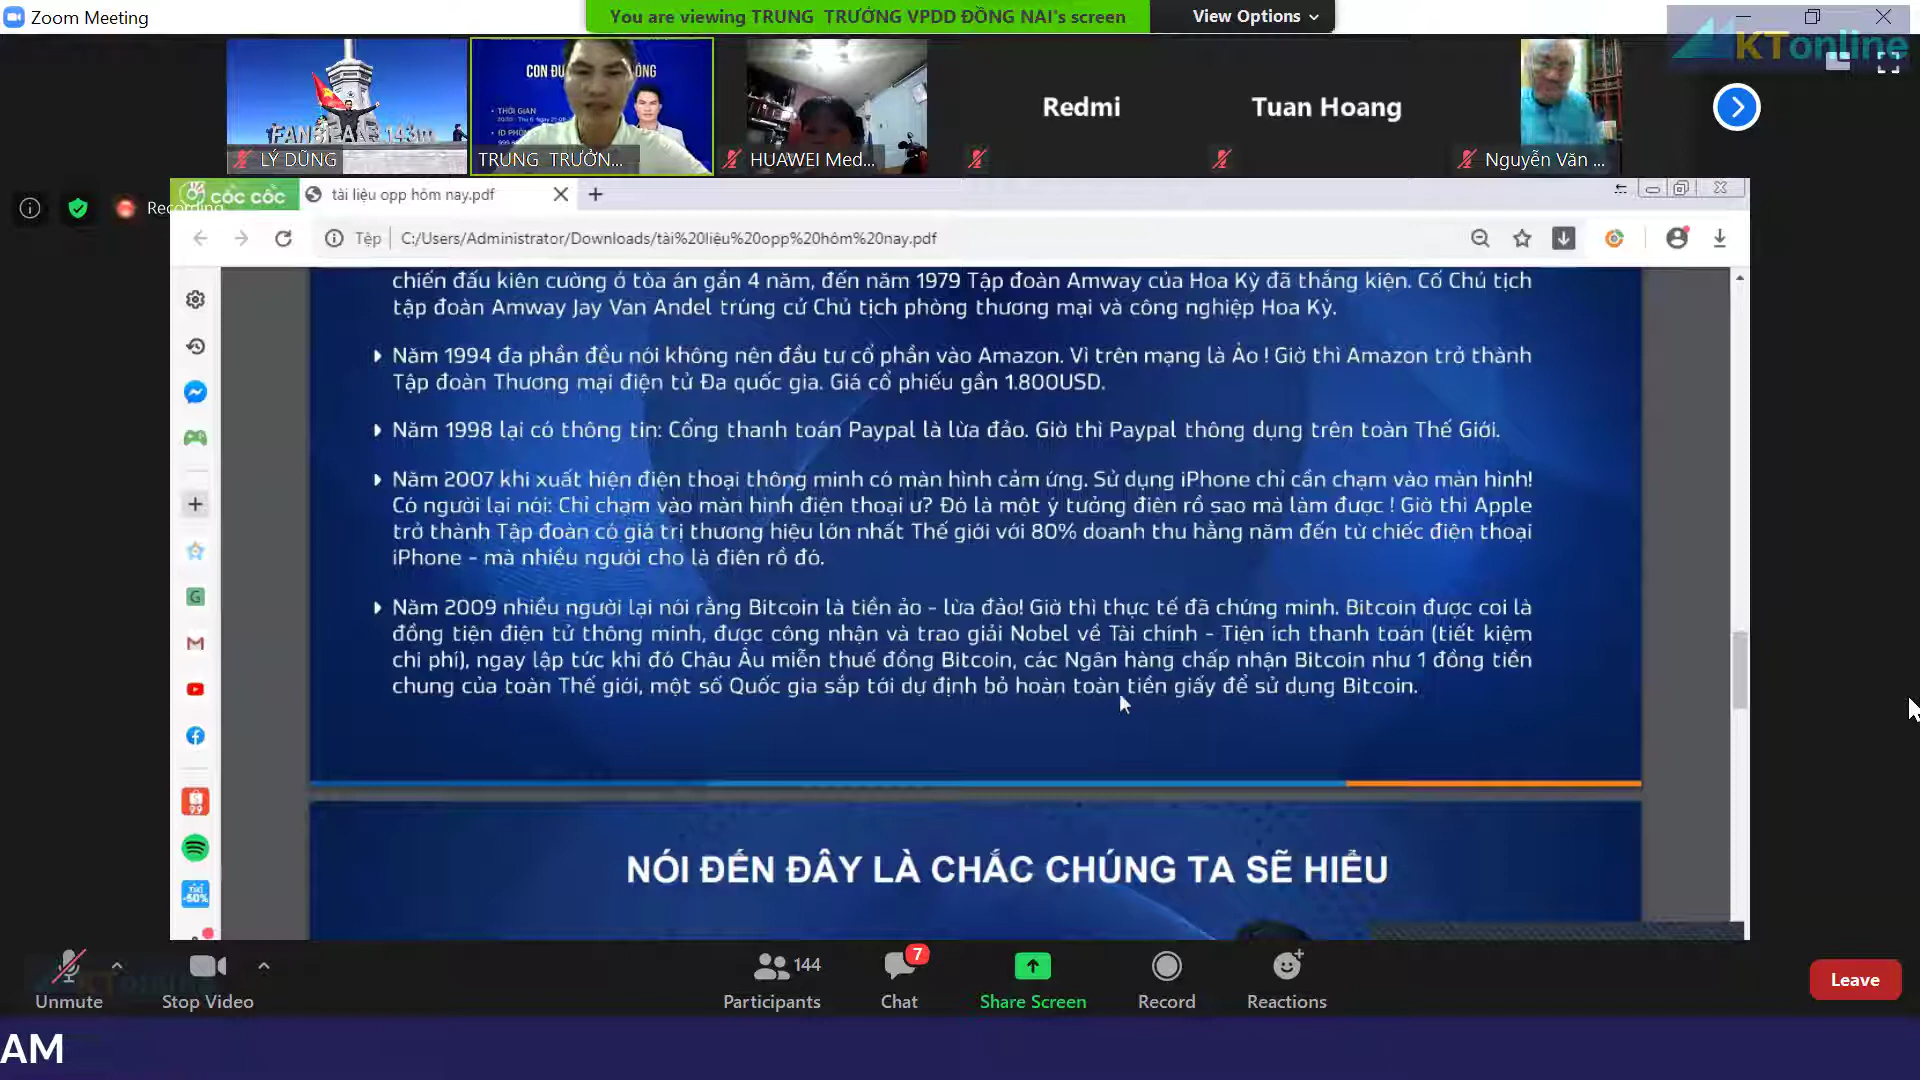 Zoom Meeting
You are viewing TRUNG TRƯỞNG VPDD ĐỒNG NAI's screen
View Options
KTonline
FANSIPANS 143m
LÝ DŨNG
THỜI GIAN
TRUNG TRƯỞN...
HUAWEI Med...
Redmi
Tuan Hoang
Nguyễn Văn ...
Recording
cốc cốc
tài liệu opp hôm nay.pdf
Tệp
C:/Users/Administrator/Downloads/tài%20liệu%20opp%20hôm%20nay.pdf
chiến đấu kiên cường ở tòa án gần 4 năm, đến năm 1979 Tập đoàn Amway của Hoa Kỳ đã thắng kiện. Cố Chủ tịch
tập đoàn Amway Jay Van Andel trúng cử Chủ tịch phòng thương mại và công nghiệp Hoa Kỳ.
Năm 1994 đa phần đều nói không nên đầu tư cổ phần vào Amazon. Vì trên mạng là Ảo ! Giờ thì Amazon trở thành
Tập đoàn Thương mại điện tử Đa quốc gia. Giá cổ phiếu gần 1.800USD.
Năm 1998 lại có thông tin: Cổng thanh toán Paypal là lừa đảo. Giờ thì Paypal thông dụng trên toàn Thế Giới.
Năm 2007 khi xuất hiện điện thoại thông minh có màn hình cảm ứng. Sử dụng iPhone chỉ cần chạm vào màn hình!
Có người lại nói: Chỉ chạm vào màn hình điện thoại ư? Đó là một ý tưởng điên rồ sao mà làm được ! Giờ thì Apple
trở thành Tập đoàn có giá trị thương hiệu lớn nhất Thế giới với 80% doanh thu hằng năm đến từ chiếc điện thoại
iPhone - mà nhiều người cho là điên rồ đó.
Năm 2009 nhiều người lại nói rằng Bitcoin là tiền ảo - lừa đảo! Giờ thì thực tế đã chứng minh. Bitcoin được coi là
đồng tiện điện tử thông minh, được công nhận và trao giải Nobel về Tài chính - Tiện ích thanh toán (tiết kiệm
chi phí), ngay lập tức khi đó Châu Âu miễn thuế đồng Bitcoin, các Ngân hàng chấp nhận Bitcoin như 1 đồng tiền
chung của toàn Thế giới, một số Quốc gia sắp tới dự định bỏ hoàn toàn tiền giấy để sử dụng Bitcoin.
NÓI ĐẾN ĐÂY LÀ CHẮC CHÚNG TA SẼ HIỂU
Unmute
Stop Video
144
Participants
7
Chat
Share Screen
Record
Reactions
Leave
AM